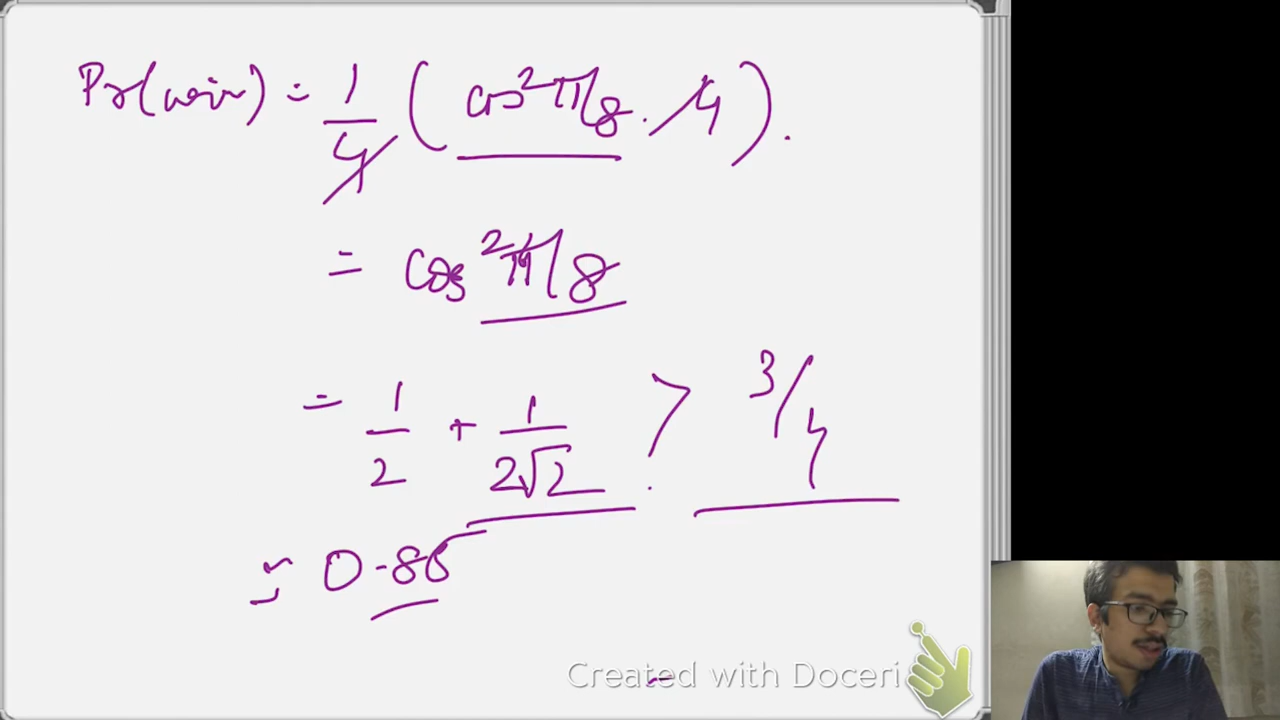 Pr(win) = 1/4 ( cos² π/8 . 4 ) .
= cos² π/8
= 1/2 + 1/(2√2) > 3/4
≈ 0.85
Created with Doceri